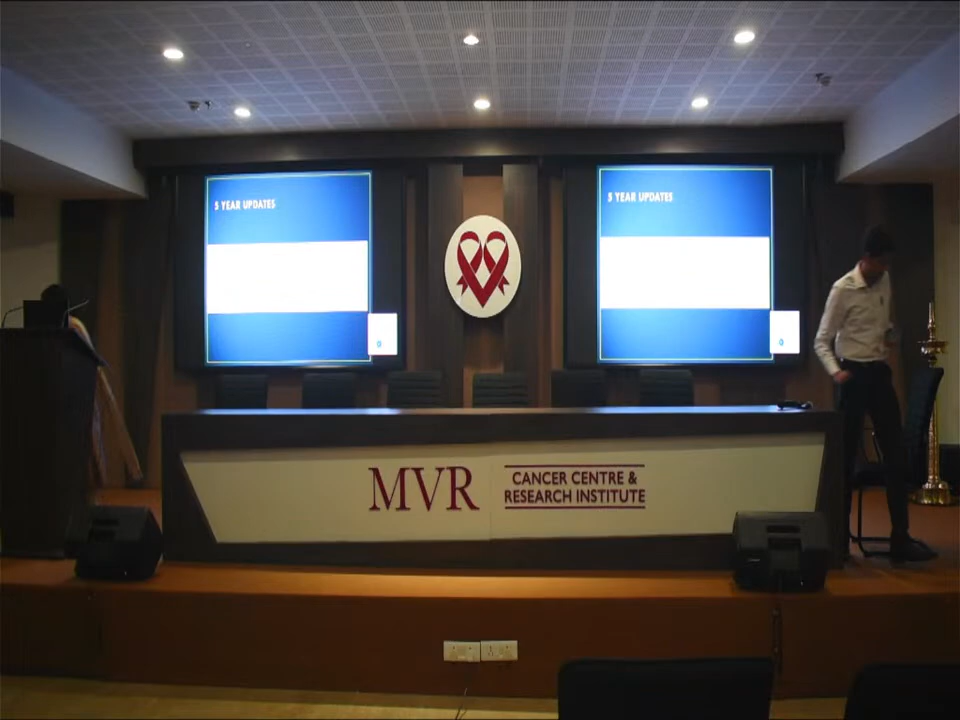 5 YEAR UPDATES
5 YEAR UPDATES
MVR
CANCER CENTRE &
RESEARCH INSTITUTE